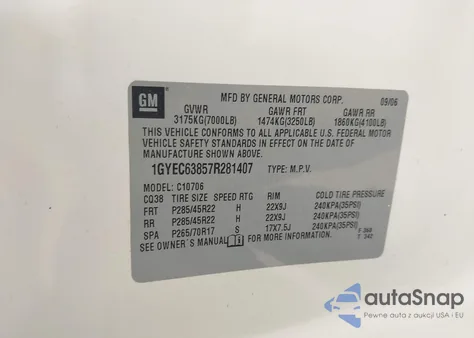 GM
MFD BY GENERAL MOTORS CORP. 09/06
GVWR GAWR FRT GAWR RR
3175KG(7000LB) 1474KG(3250LB) 1860KG(4100LB)
THIS VEHICLE CONFORMS TO ALL APPLICABLE U.S. FEDERAL MOTOR
VEHICLE SAFETY STANDARDS IN EFFECT ON THE DATE OF
MANUFACTURE SHOWN ABOVE.
1GYEC63857R281407 TYPE: M.P.V.
MODEL: C10706
CQ38 TIRE SIZE SPEED RTG RIM COLD TIRE PRESSURE
FRT P285/45R22 H 22X9J 240KPA(35PSI)
RR P285/45R22 H 22X9J 240KPA(35PSI)
SPA P265/70R17 S 17X7.5J 240KPA(35PSI)
SEE OWNER'S MANUAL FOR MORE INFORMATION.
T 342
autoSnap
Pewne auta z aukcji USA i EU